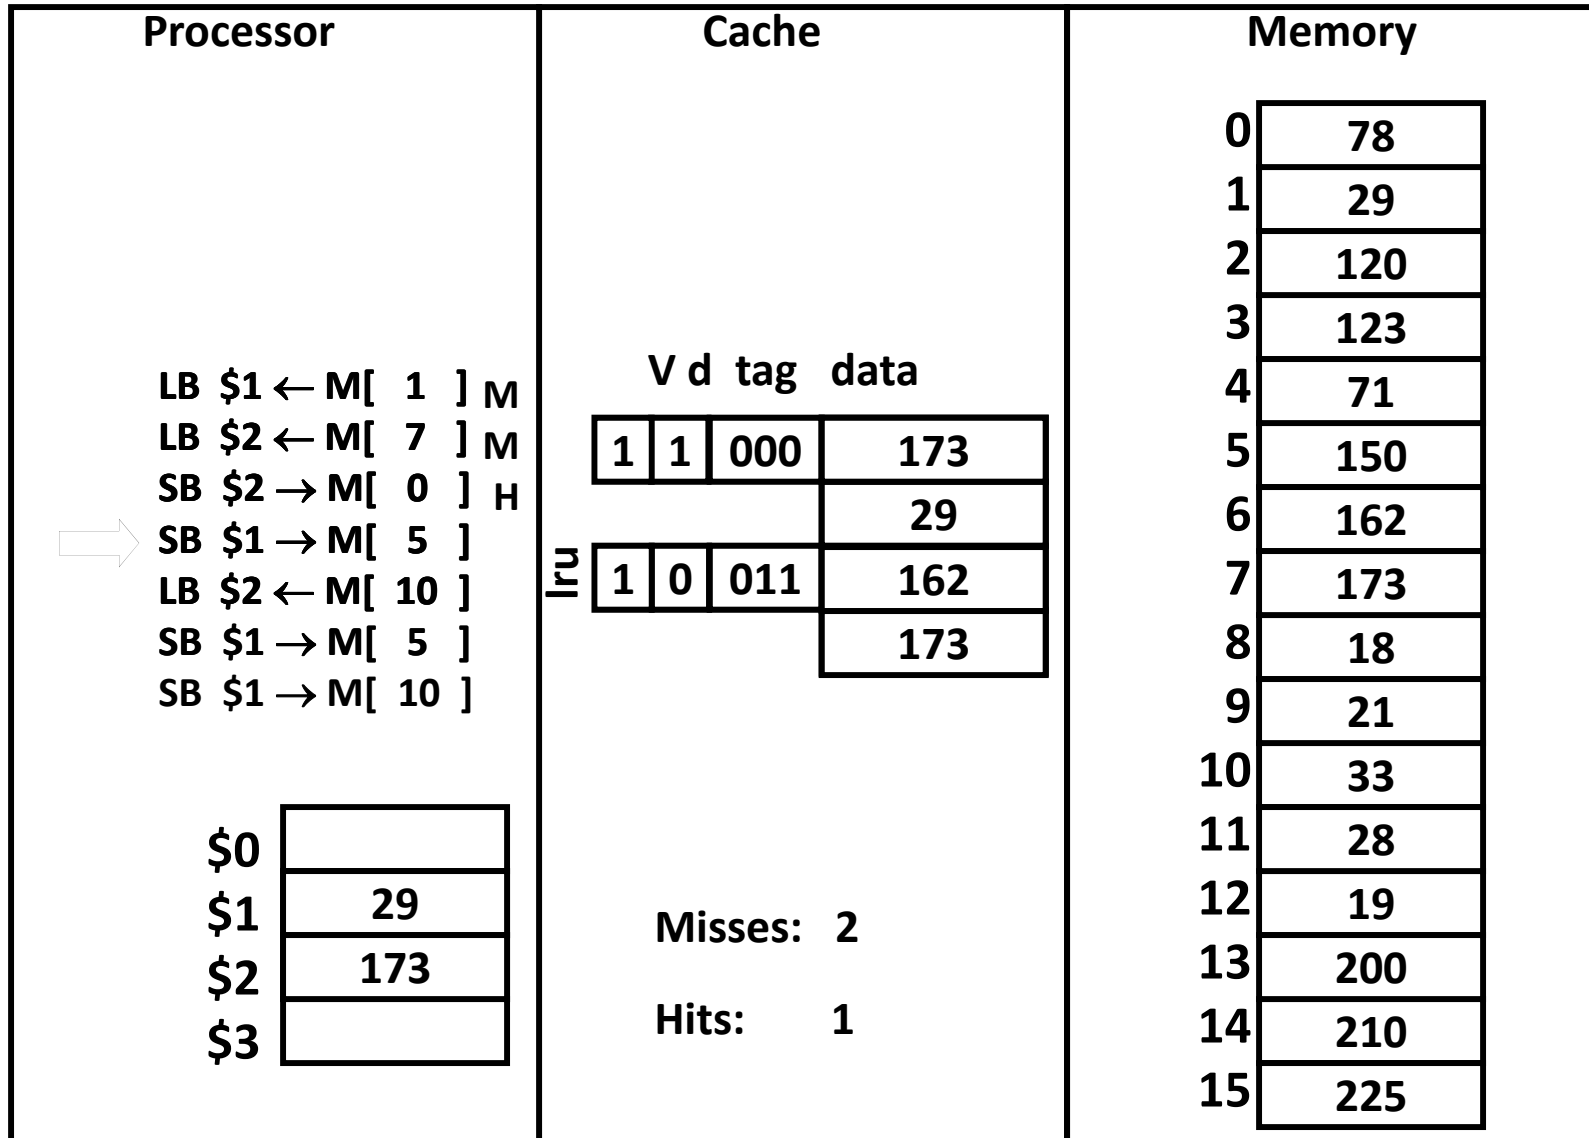 Processor
LB $1 ← M[ 1 ] M
LB $2 ← M[ 7 ] M
SB $2 → M[ 0 ] H
SB $1 → M[ 5 ]
LB $2 ← M[ 10 ]
SB $1 → M[ 5 ]
SB $1 → M[ 10 ]
$0
$1 29
$2 173
$3
Cache
V d tag data
1 1 000 173
29
lru 1 0 011 162
173
Misses: 2
Hits: 1
Memory
0 78
1 29
2 120
3 123
4 71
5 150
6 162
7 173
8 18
9 21
10 33
11 28
12 19
13 200
14 210
15 225